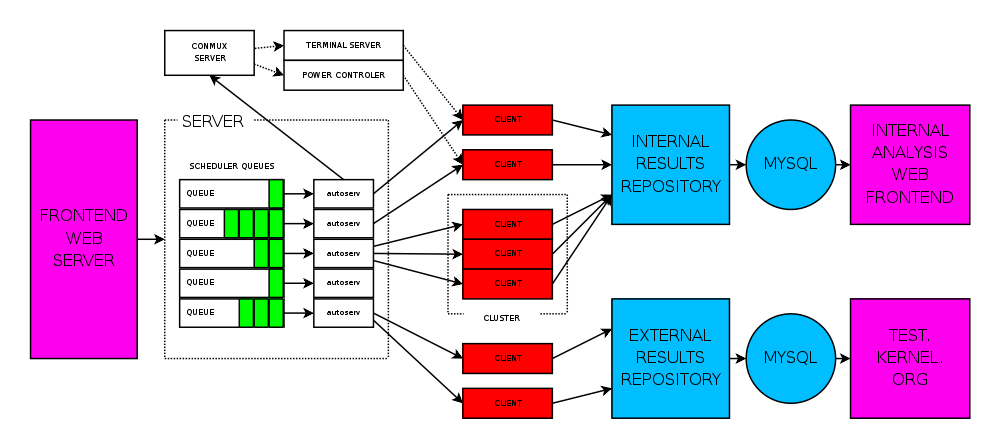 CONMUX
SERVER
TERMINAL SERVER
POWER CONTROLER
SERVER
SCHEDULER QUEUES
FRONTEND
WEB
SERVER
QUEUE
autoserv
QUEUE
autoserv
QUEUE
autoserv
QUEUE
autoserv
QUEUE
autoserv
CLIENT
CLIENT
CLIENT
CLIENT
CLIENT
CLUSTER
CLIENT
CLIENT
INTERNAL
RESULTS
REPOSITORY
MYSQL
INTERNAL
ANALYSIS
WEB
FRONTEND
EXTERNAL
RESULTS
REPOSITORY
MYSQL
TEST.
KERNEL.
ORG